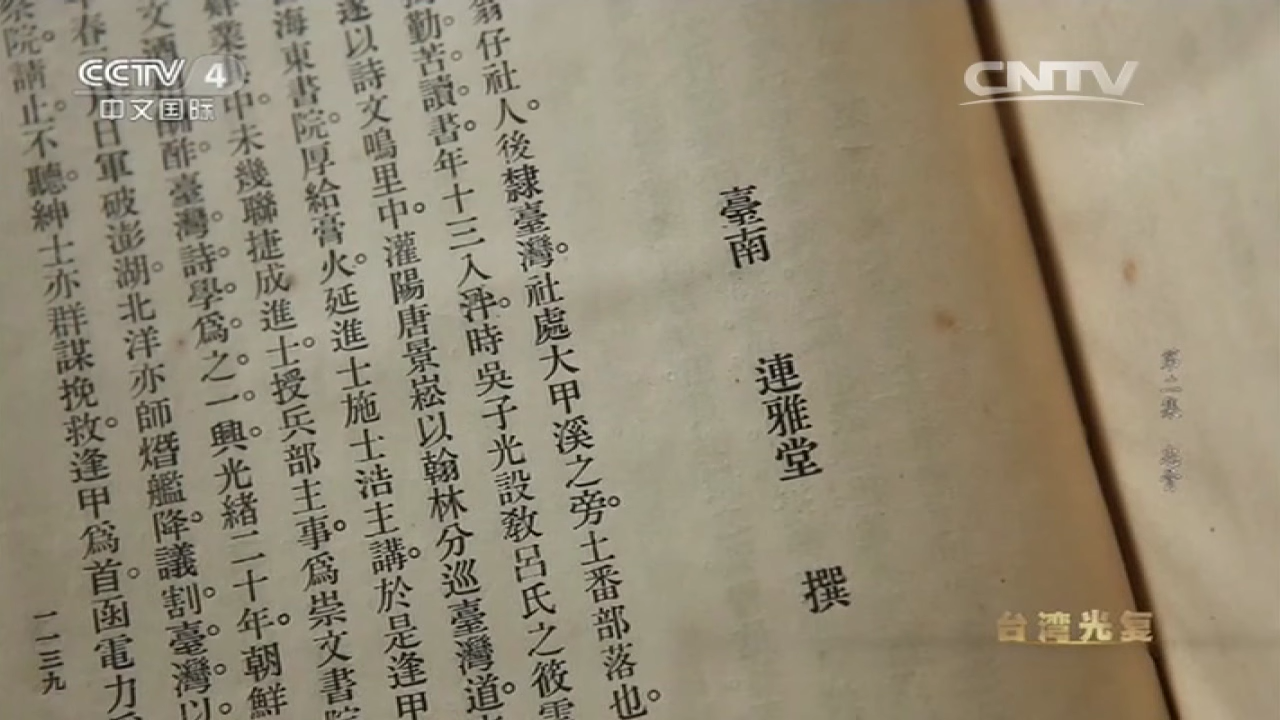 CCTV 4
中文国际
CNTV
臺南 連雅堂 撰
翁仔社人。後隸臺灣。社處大甲溪之旁。土番部落也。
勤苦讀書。年十三入泮。時吳子光設敎呂氏之筱雲
遂以詩文鳴里中。灌陽唐景崧以翰林分巡臺灣道。
海東書院。厚給膏火。延進士施士浩主講。於是逢甲
業其中。未幾聯捷成進士。授兵部主事。爲崇文書院
文酒相酬酢。臺灣詩學。爲之一興。光緒二十年。朝鮮
年春二月日軍破澎湖。北洋亦師熸艦降。議割臺灣。以
察院。請止。不聽。紳士亦群謀挽救。逢甲爲首。函電力
一一三九
台湾光复